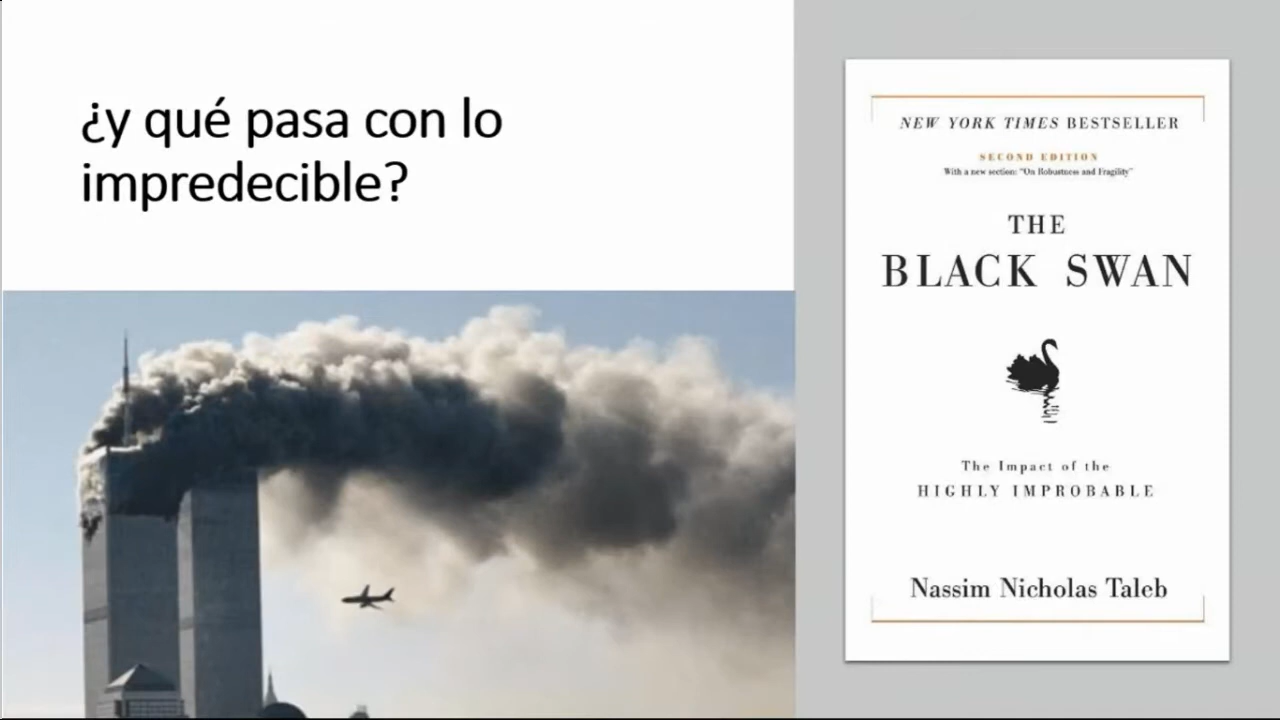 ¿y qué pasa con lo
impredecible?
NEW YORK TIMES BESTSELLER
SECOND EDITION
With a new section: "On Robustness and Fragility"
THE
BLACK SWAN
The Impact of the
HIGHLY IMPROBABLE
Nassim Nicholas Taleb